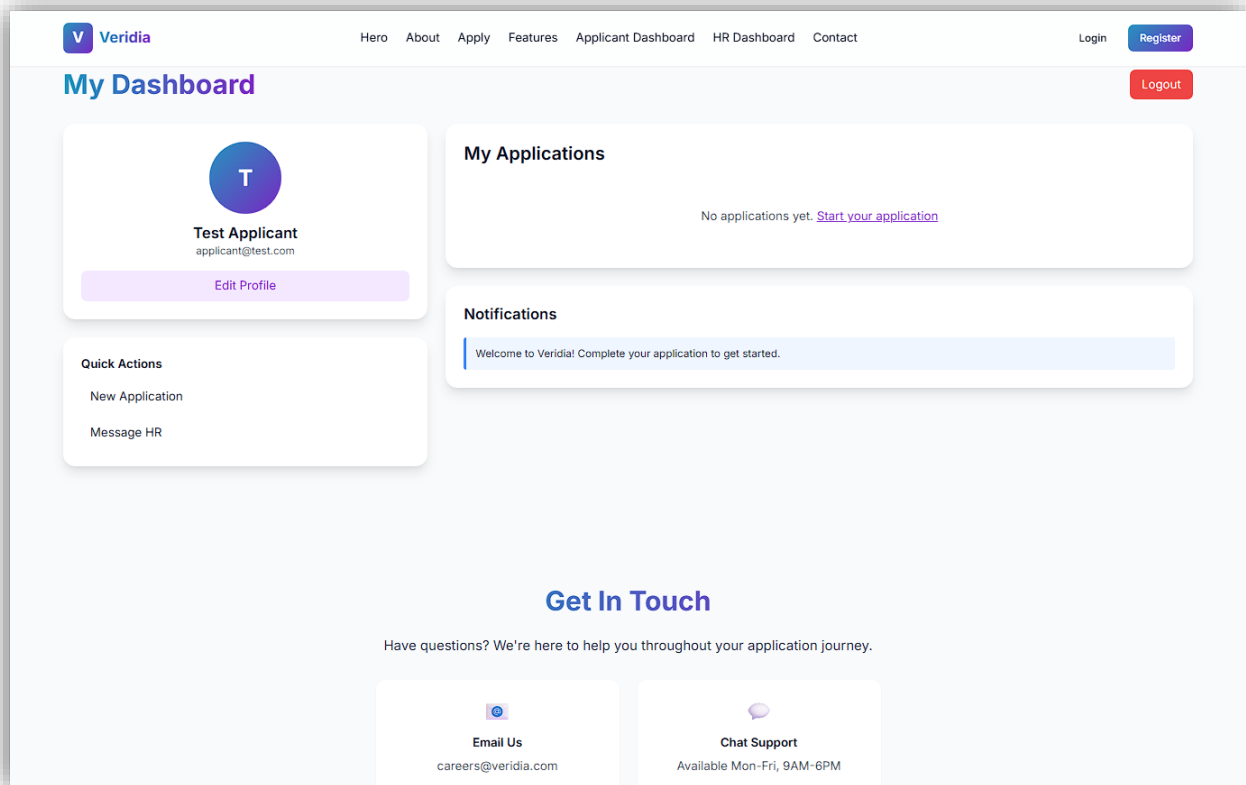 V Veridia Hero About Apply Features Applicant Dashboard HR Dashboard Contact Login Register
My Dashboard Logout
T
Test Applicant
applicant@test.com
Edit Profile
Quick Actions
New Application
Message HR
My Applications
No applications yet. Start your application
Notifications
Welcome to Veridia! Complete your application to get started.
Get In Touch
Have questions? We're here to help you throughout your application journey.
Email Us
careers@veridia.com
Chat Support
Available Mon-Fri, 9AM-6PM